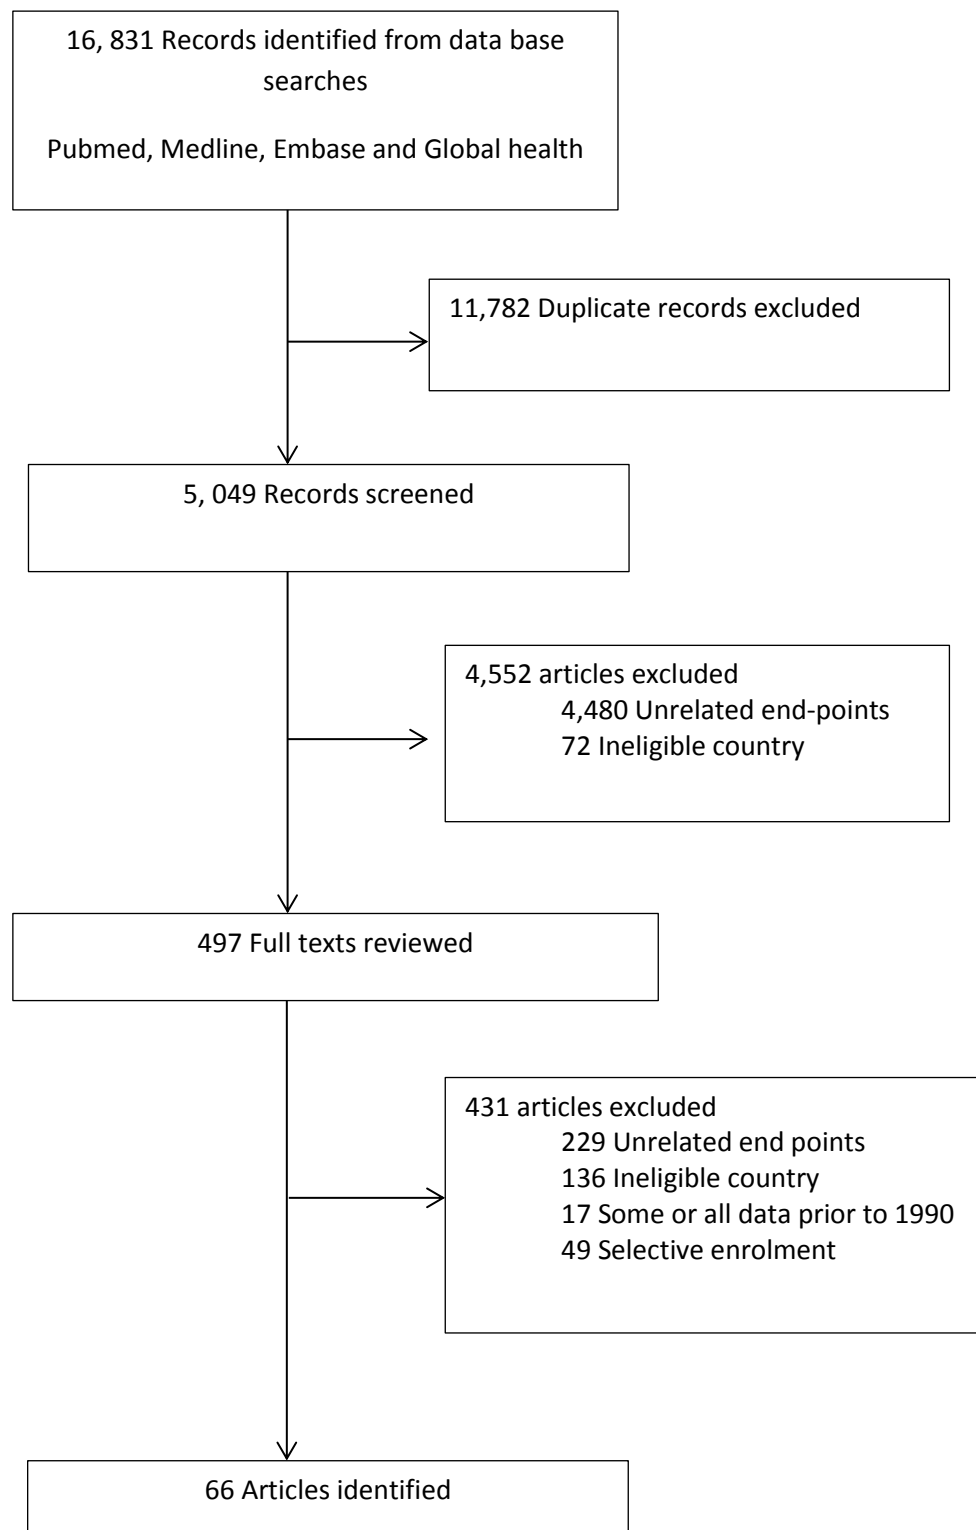 16, 831 Records identified from data base
searches
Pubmed, Medline, Embase and Global health
11,782 Duplicate records excluded
5, 049 Records screened
4,552 articles excluded
4,480 Unrelated end-points
72 Ineligible country
497 Full texts reviewed
431 articles excluded
229 Unrelated end points
136 Ineligible country
17 Some or all data prior to 1990
49 Selective enrolment
66 Articles identified